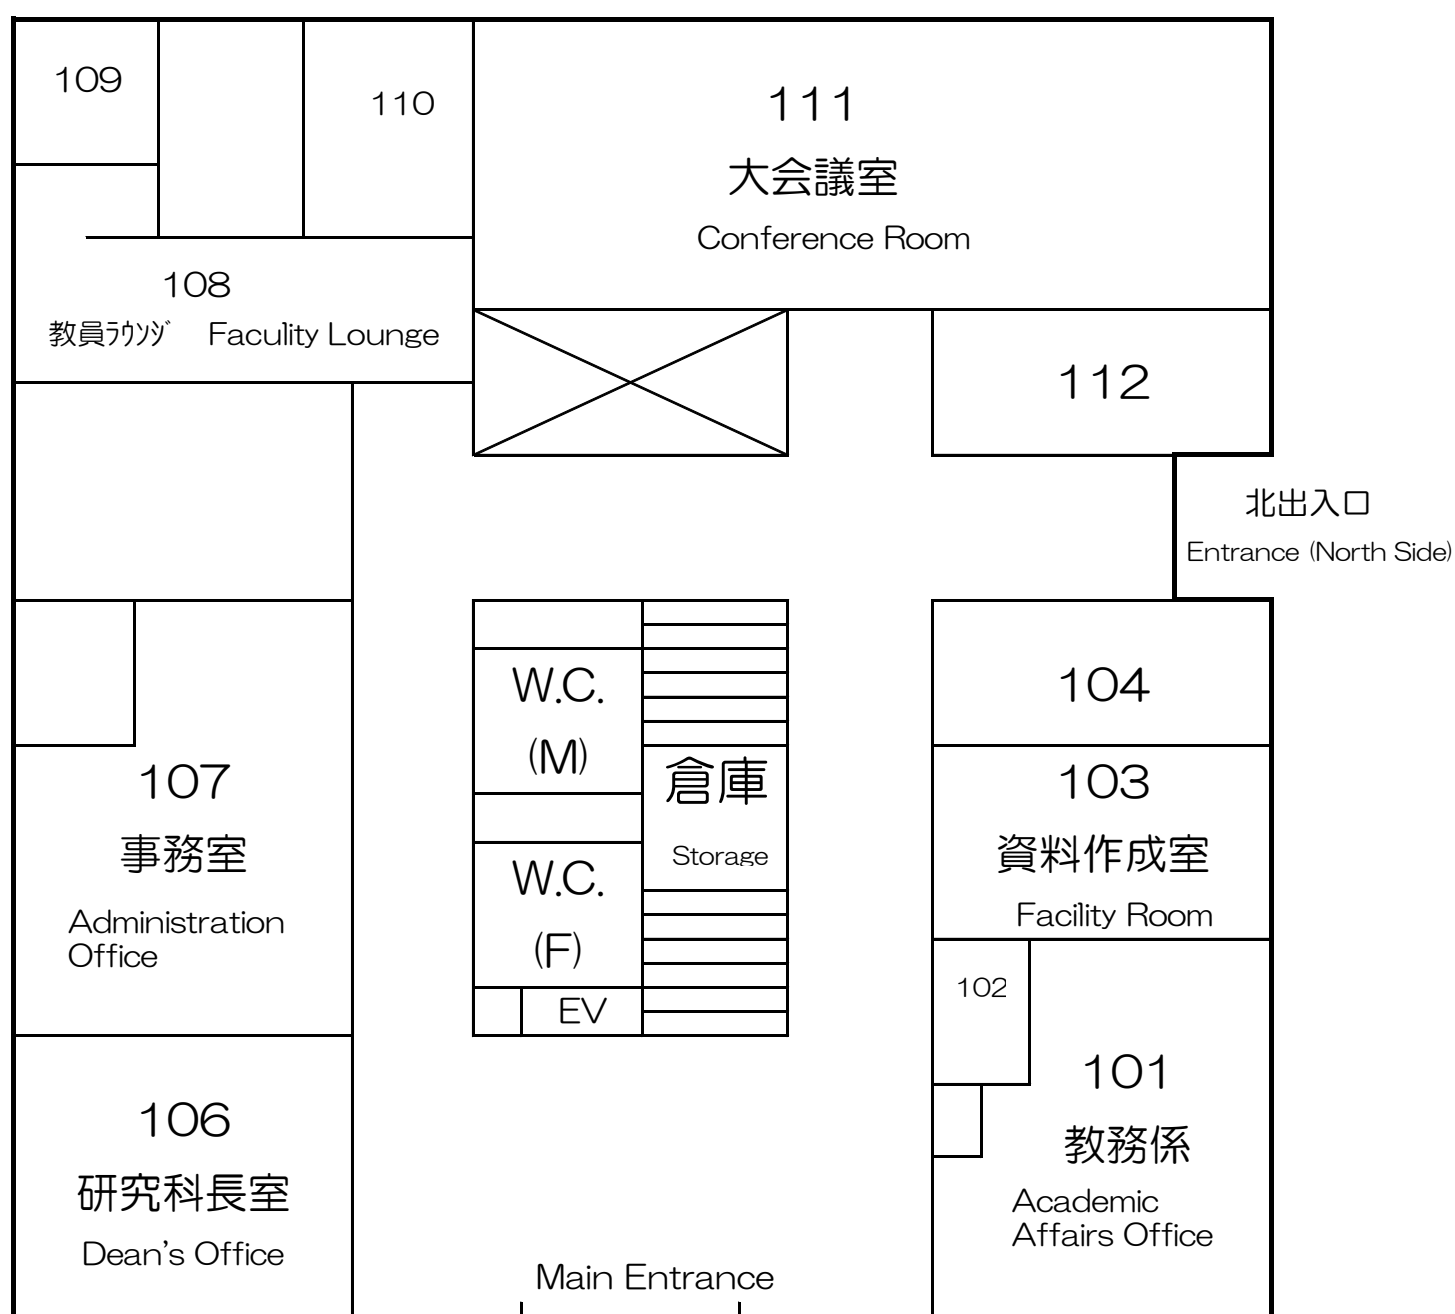 109
110
111
大会議室
Conference Room
108
教員ﾗｳﾝｼﾞ Faculity Lounge
112
北出入口
Entrance (North Side)
W.C.
(M)
倉庫
Storage
W.C.
(F)
EV
104
103
資料作成室
Facility Room
102
101
教務係
Academic
Affairs Office
107
事務室
Administration
Office
106
研究科長室
Dean's Office
Main Entrance